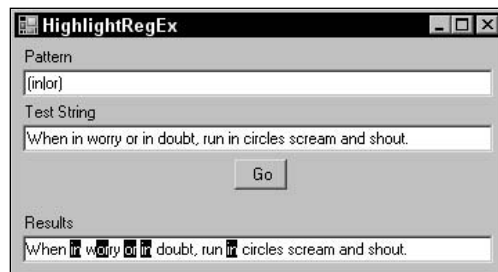 HighlightRegEx
Pattern
(in|or)
Test String
When in worry or in doubt, run in circles scream and shout.
Go
Results
When in worry or in doubt, run in circles scream and shout.